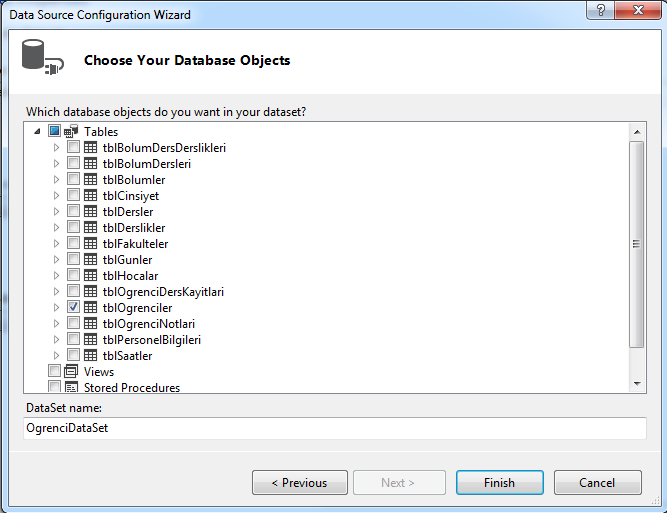 Data Source Configuration Wizard
?
Choose Your Database Objects
Which database objects do you want in your dataset?
Tables
tblBolumDersDerslikleri
tblBolumDersleri
tblBolumler
tblCinsiyet
tblDersler
tblDerslikler
tblFakulteler
tblGunler
tblHocalar
tblOgrenciDersKayitlari
tblOgrenciler
tblOgrenciNotlari
tblPersonelBilgileri
tblSaatler
Views
Stored Procedures
DataSet name:
OgrenciDataSet
< Previous
Next >
Finish
Cancel